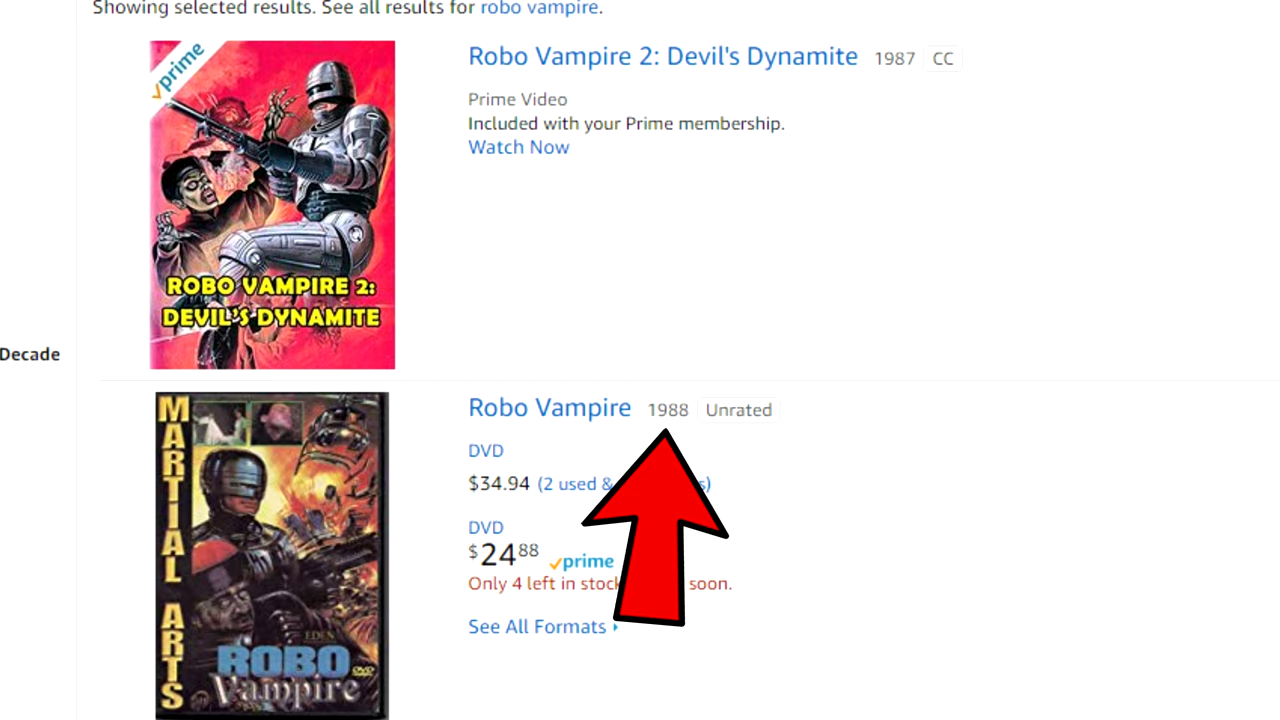 Showing selected results. See all results for robo vampire.
prime
Robo Vampire 2: Devil's Dynamite 1987 CC
Prime Video
Included with your Prime membership.
Watch Now
ROBO VAMPIRE 2:
DEVIL'S DYNAMITE
Decade
MARTIAL ARTS
EDEN
ROBO
DVD
Vampire
Robo Vampire 1988 Unrated
DVD
$34.94 (2 used & s)
DVD
$24 88 prime
Only 4 left in stock soon.
See All Formats